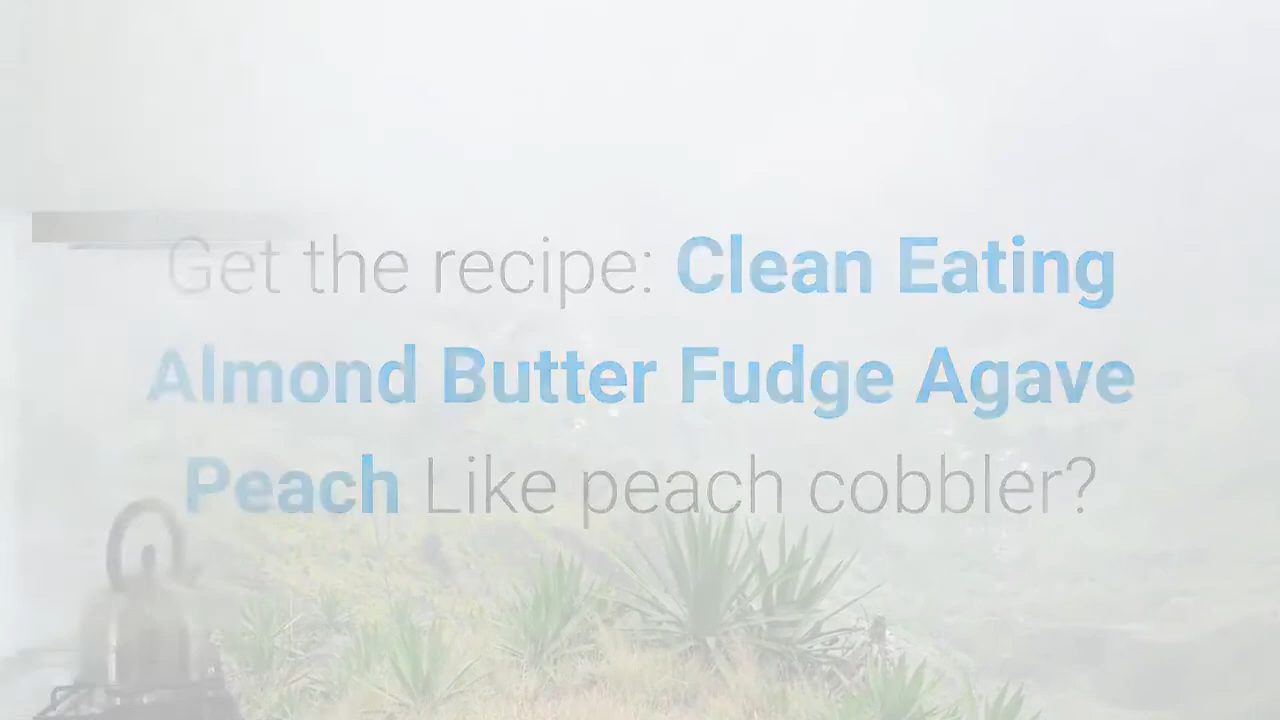 Get the recipe: Clean Eating
Almond Butter Fudge Agave
Peach Like peach cobbler?